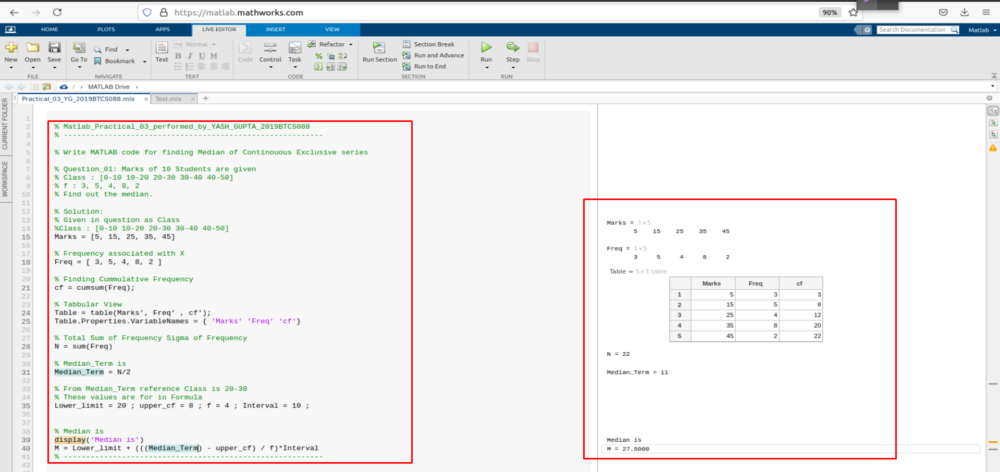 https://matlab.mathworks.com
90%
HOME PLOTS APPS LIVE EDITOR INSERT VIEW
Search Documentation
Matlab
New Open Save
FILE
Go To Find Bookmark
NAVIGATE
Text Aa Normal
B I U M
TEXT
Code Control Task Refactor
CODE
Run Section Section Break
Run and Advance
Run to End
SECTION
Run Step Stop
RUN
/ › MATLAB Drive ›
Practical_03_YG_2019BTCS088.mlx × Test.mlx × +
CURRENT FOLDER
WORKSPACE
1
2 % Matlab_Practical_03_performed_by_YASH_GUPTA_2019BTCS088
3 % ----------------------------------------------------------
4
5 % Write MATLAB code for finding Median of Continouous Exclusive series
6
7 % Question_01: Marks of 10 Students are given
8 % Class : [0-10 10-20 20-30 30-40 40-50]
9 % f : 3, 5, 4, 8, 2
10 % Find out the median.
11
12 % Solution:
13 % Given in question as Class
14 %Class : [0-10 10-20 20-30 30-40 40-50]
15 Marks = [5, 15, 25, 35, 45]
16
17 % Frequency associated with X
18 Freq = [ 3, 5, 4, 8, 2 ]
19
20 % Finding Cummulative Frequency
21 cf = cumsum(Freq);
22
23 % Tabbular View
24 Table = table(Marks', Freq' , cf');
25 Table.Properties.VariableNames = { 'Marks' 'Freq' 'cf'}
26
27 % Total Sum of Frequency Sigma of Frequency
28 N = sum(Freq)
29
30 % Median_Term is
31 Median_Term = N/2
32
33 % From Median_Term reference Class is 20-30
34 % These values are for in Formula
35 Lower_limit = 20 ; upper_cf = 8 ; f = 4 ; Interval = 10 ;
36
37
38 % Median is
39 display('Median is')
40 M = Lower_limit + (((Median_Term) - upper_cf) / f)*Interval
41 % ----------------------------------------------------------
42
Marks = 1×5
5 15 25 35 45
Freq = 1×5
3 5 4 8 2
Table = 5×3 table
Marks Freq cf
1 5 3 3
2 15 5 8
3 25 4 12
4 35 8 20
5 45 2 22
N = 22
Median_Term = 11
Median is
M = 27.5000